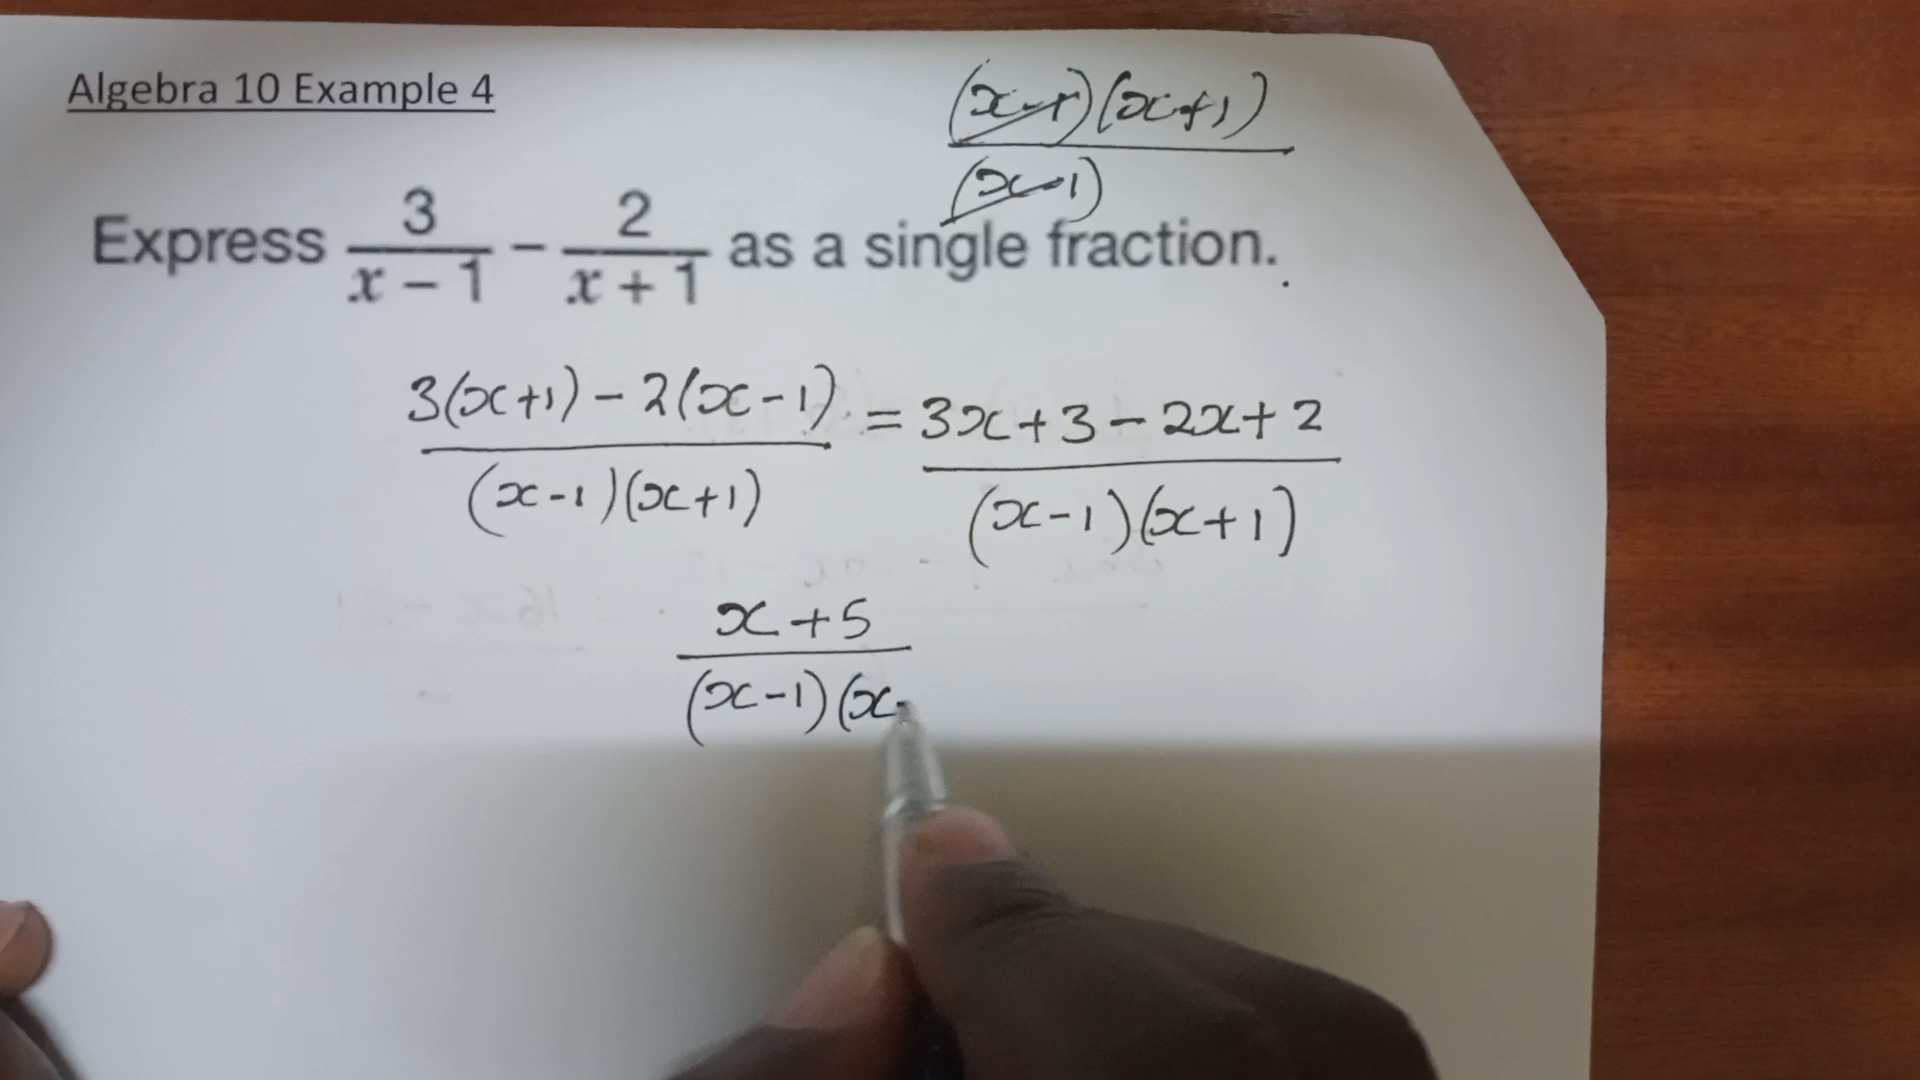 Algebra 10 Example 4
(x-1)(x+1)
(x-1)
Express 3/(x - 1) - 2/(x + 1) as a single fraction.
3(x+1) - 2(x-1) = 3x+3-2x+2
(x-1)(x+1) (x-1)(x+1)
x+5
(x-1)(x